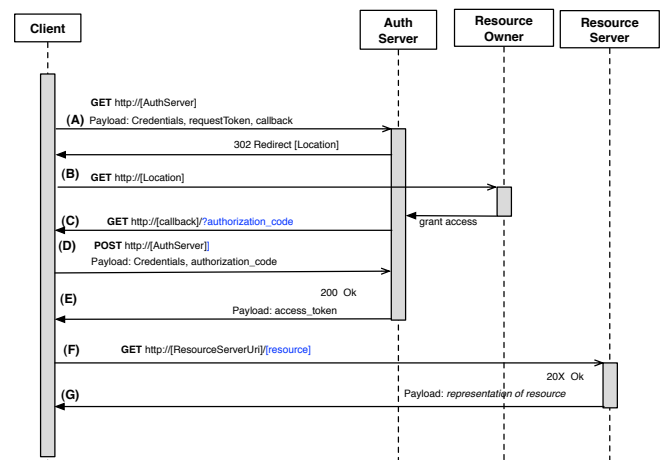 Client
Auth Server
Resource Owner
Resource Server
GET http://[AuthServer]
(A) Payload: Credentials, requestToken, callback
302 Redirect [Location]
(B) GET http://[Location]
grant access
(C) GET http://[callback]/?authorization_code
(D) POST http://[AuthServer]]
Payload: Credentials, authorization_code
200 Ok
(E)
Payload: access_token
(F) GET http://[ResourceServerUri]/[resource]
20X Ok
(G) Payload: representation of resource